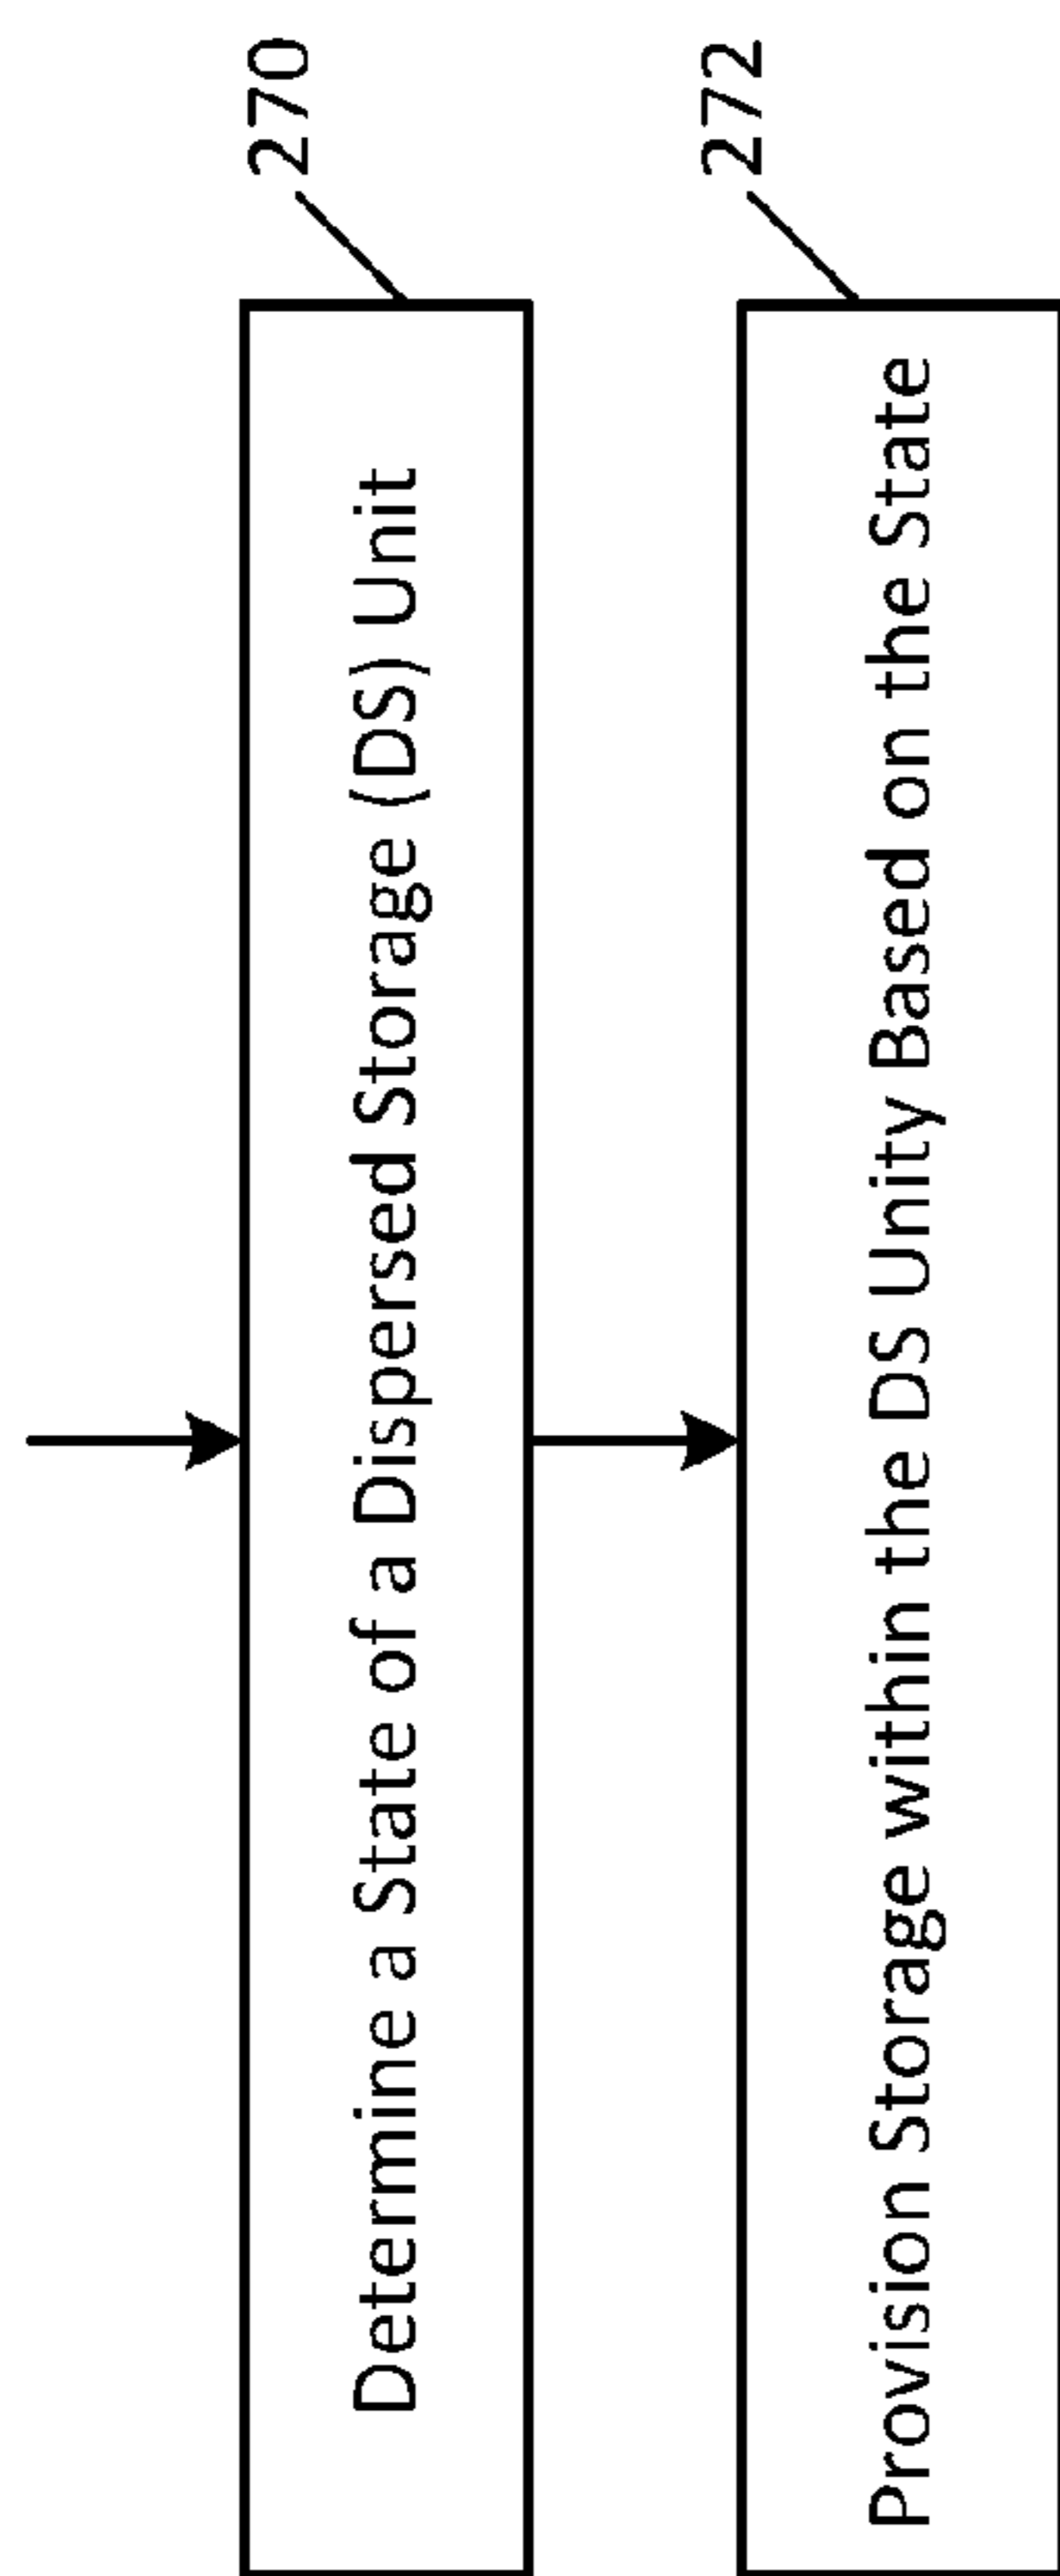 270
Determine a State of a Dispersed Storage (DS) Unit
272
Provision Storage within the DS Unity Based on the State